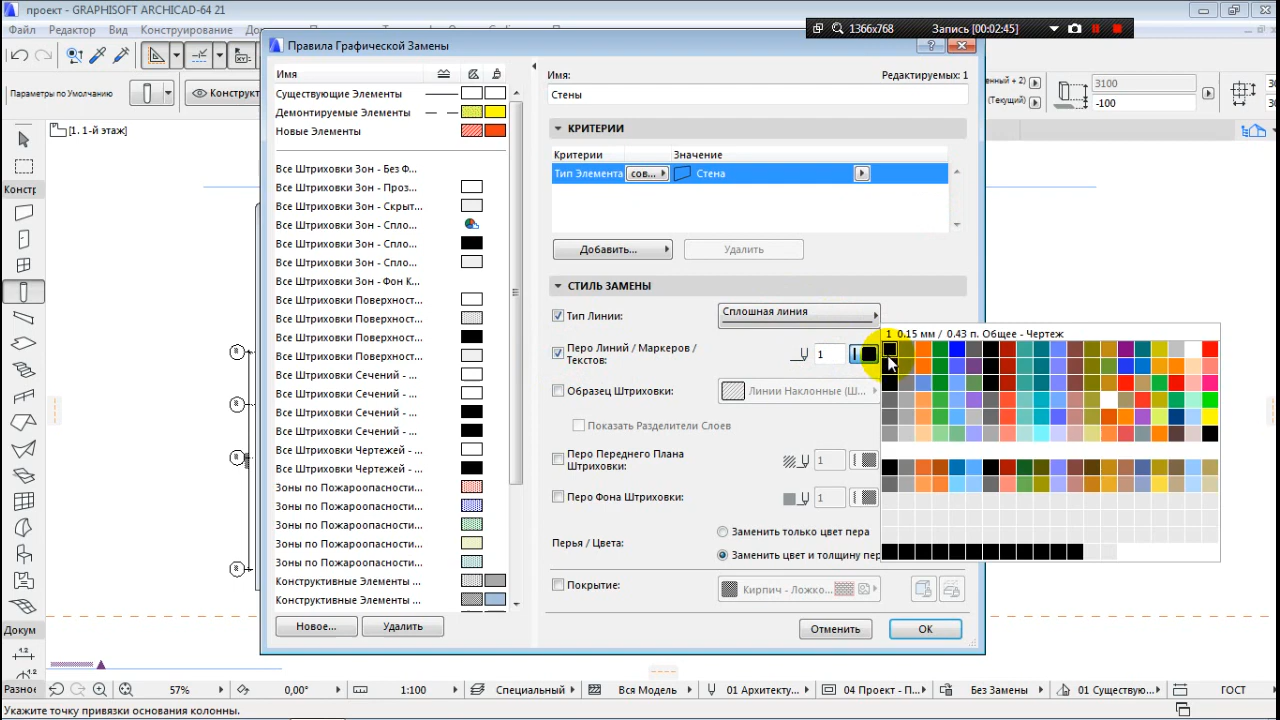 проект - GRAPHISOFT ARCHICAD-64 21
Файл
Редактор
Вид
Конструирование
1366x768
Запись [00:02:45]
Правила Графической Замены
Параметры по Умолчанию
Конструкт
[1. 1-й этаж]
Констр
Имя
Существующие Элементы
Демонтируемые Элементы
Новые Элементы
Все Штриховки Зон - Без Ф...
Все Штриховки Зон - Проз...
Все Штриховки Зон - Скрыт...
Все Штриховки Зон - Спло...
Все Штриховки Зон - Спло...
Все Штриховки Зон - Спло...
Все Штриховки Зон - Фон К...
Все Штриховки Поверхност...
Все Штриховки Поверхност...
Все Штриховки Поверхност...
Все Штриховки Поверхност...
Все Штриховки Сечений - ...
Все Штриховки Сечений - ...
Все Штриховки Сечений - ...
Все Штриховки Сечений - ...
Все Штриховки Чертежей - ...
Все Штриховки Чертежей - ...
Зоны по Пожароопасности...
Зоны по Пожароопасности...
Зоны по Пожароопасности...
Зоны по Пожароопасности...
Зоны по Пожароопасности...
Конструктивные Элементы ...
Конструктивные Элементы ...
Новое...
Удалить
Имя:
Редактируемых: 1
Стены
КРИТЕРИИ
Критерии
Значение
Тип Элемента
сов...
Стена
Добавить...
Удалить
СТИЛЬ ЗАМЕНЫ
Тип Линии:
Сплошная линия
Перо Линий / Маркеров /
Текстов:
1
1 0.15 мм / 0.43 п. Общее - Чертеж
Образец Штриховки:
Линии Наклонные (Ш...
Показать Разделители Слоев
Перо Переднего Плана
Штриховки:
1
Перо Фона Штриховки:
1
Перья / Цвета:
Заменить только цвет пера
Заменить цвет и толщину пер
Покрытие:
Кирпич - Ложко...
Отменить
OK
енный + 2)
(Текущий)
3100
-100
Докум
Разноє
57%
0,00°
1:100
Специальный
Вся Модель
01 Архитекту...
04 Проект - П...
Без Замены
01 Существую...
ГОСТ
Укажите точку привязки основания колонны.